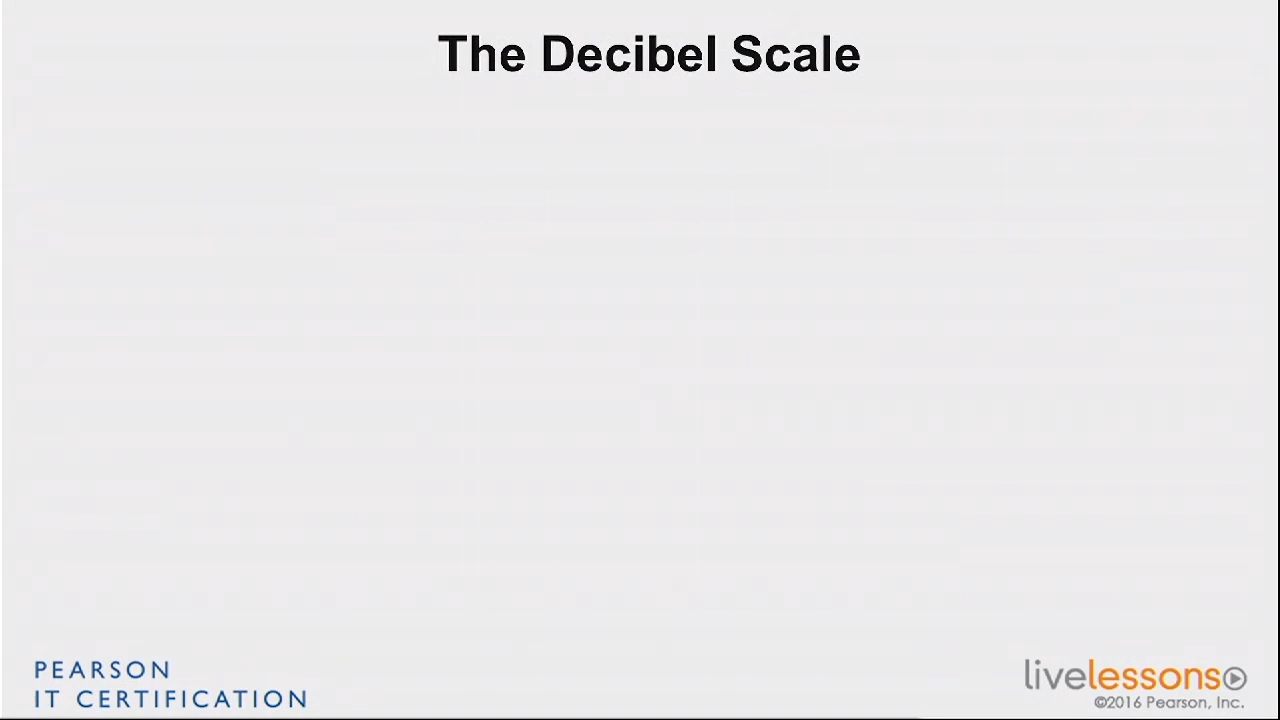 The Decibel Scale
PEARSON
IT CERTIFICATION
livelessons
©2016 Pearson, Inc.